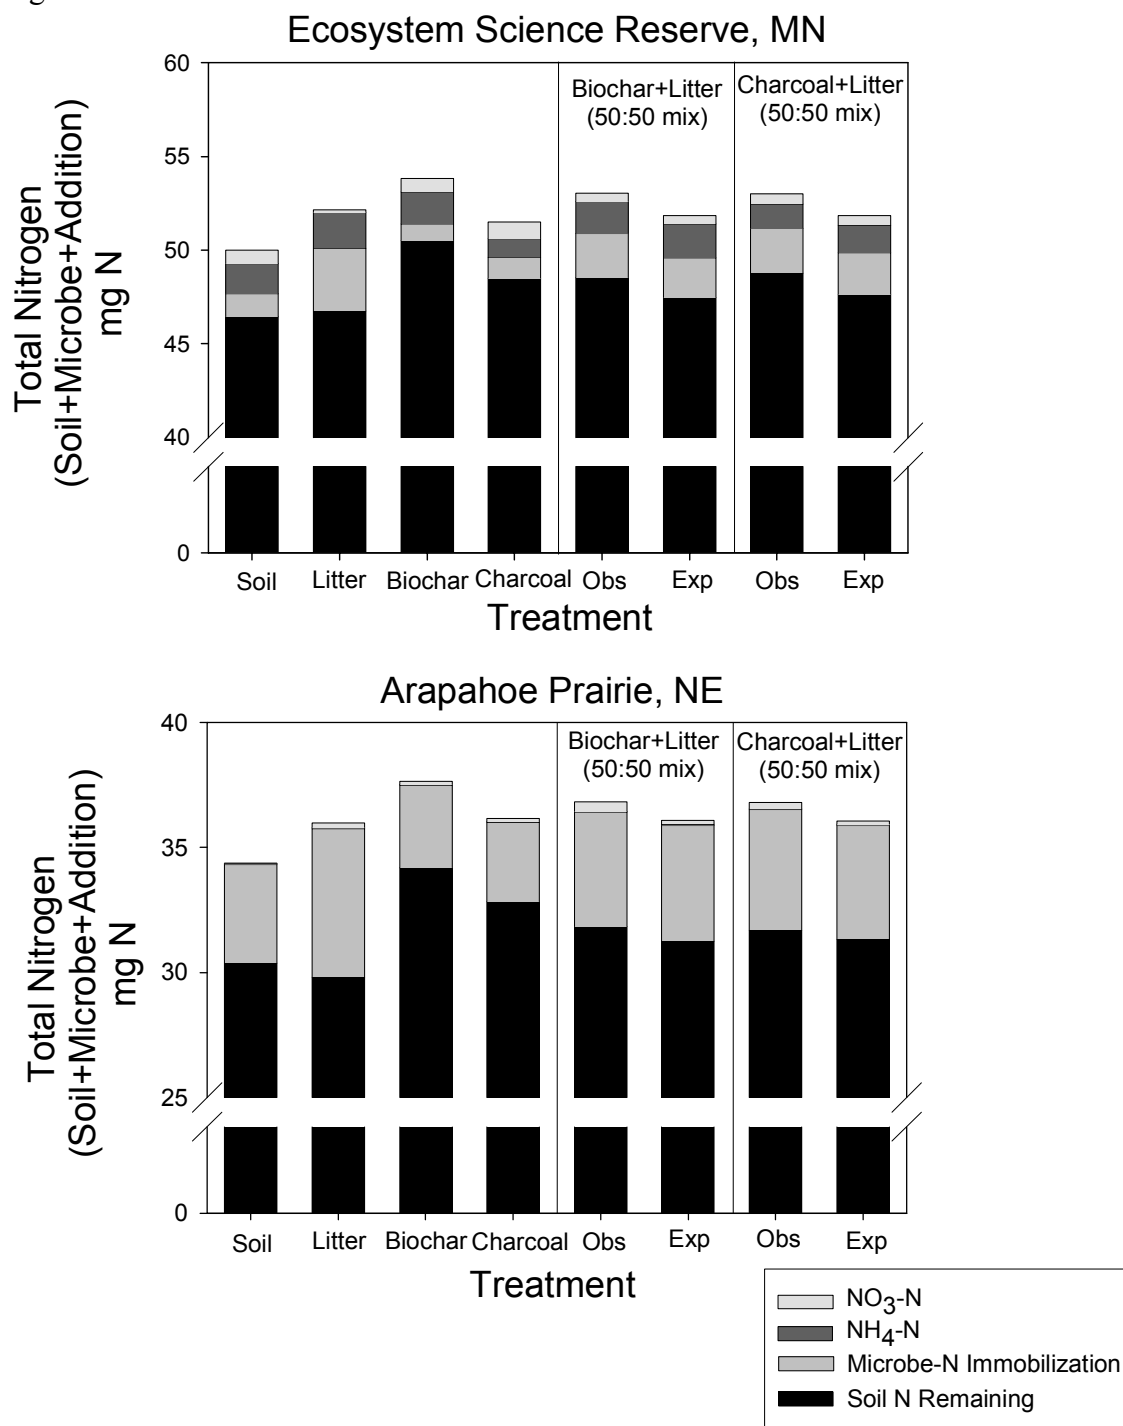 g
Ecosystem Science Reserve, MN
Total Nitrogen
(Soil+Microbe+Addition)
mg N
60
55
50
45
40
0
Biochar+Litter
(50:50 mix)
Charcoal+Litter
(50:50 mix)
Soil Litter Biochar Charcoal Obs Exp Obs Exp
Treatment
Arapahoe Prairie, NE
Total Nitrogen
(Soil+Microbe+Addition)
mg N
40
35
30
25
0
Biochar+Litter
(50:50 mix)
Charcoal+Litter
(50:50 mix)
Soil Litter Biochar Charcoal Obs Exp Obs Exp
Treatment
NO3-N
NH4-N
Microbe-N Immobilization
Soil N Remaining